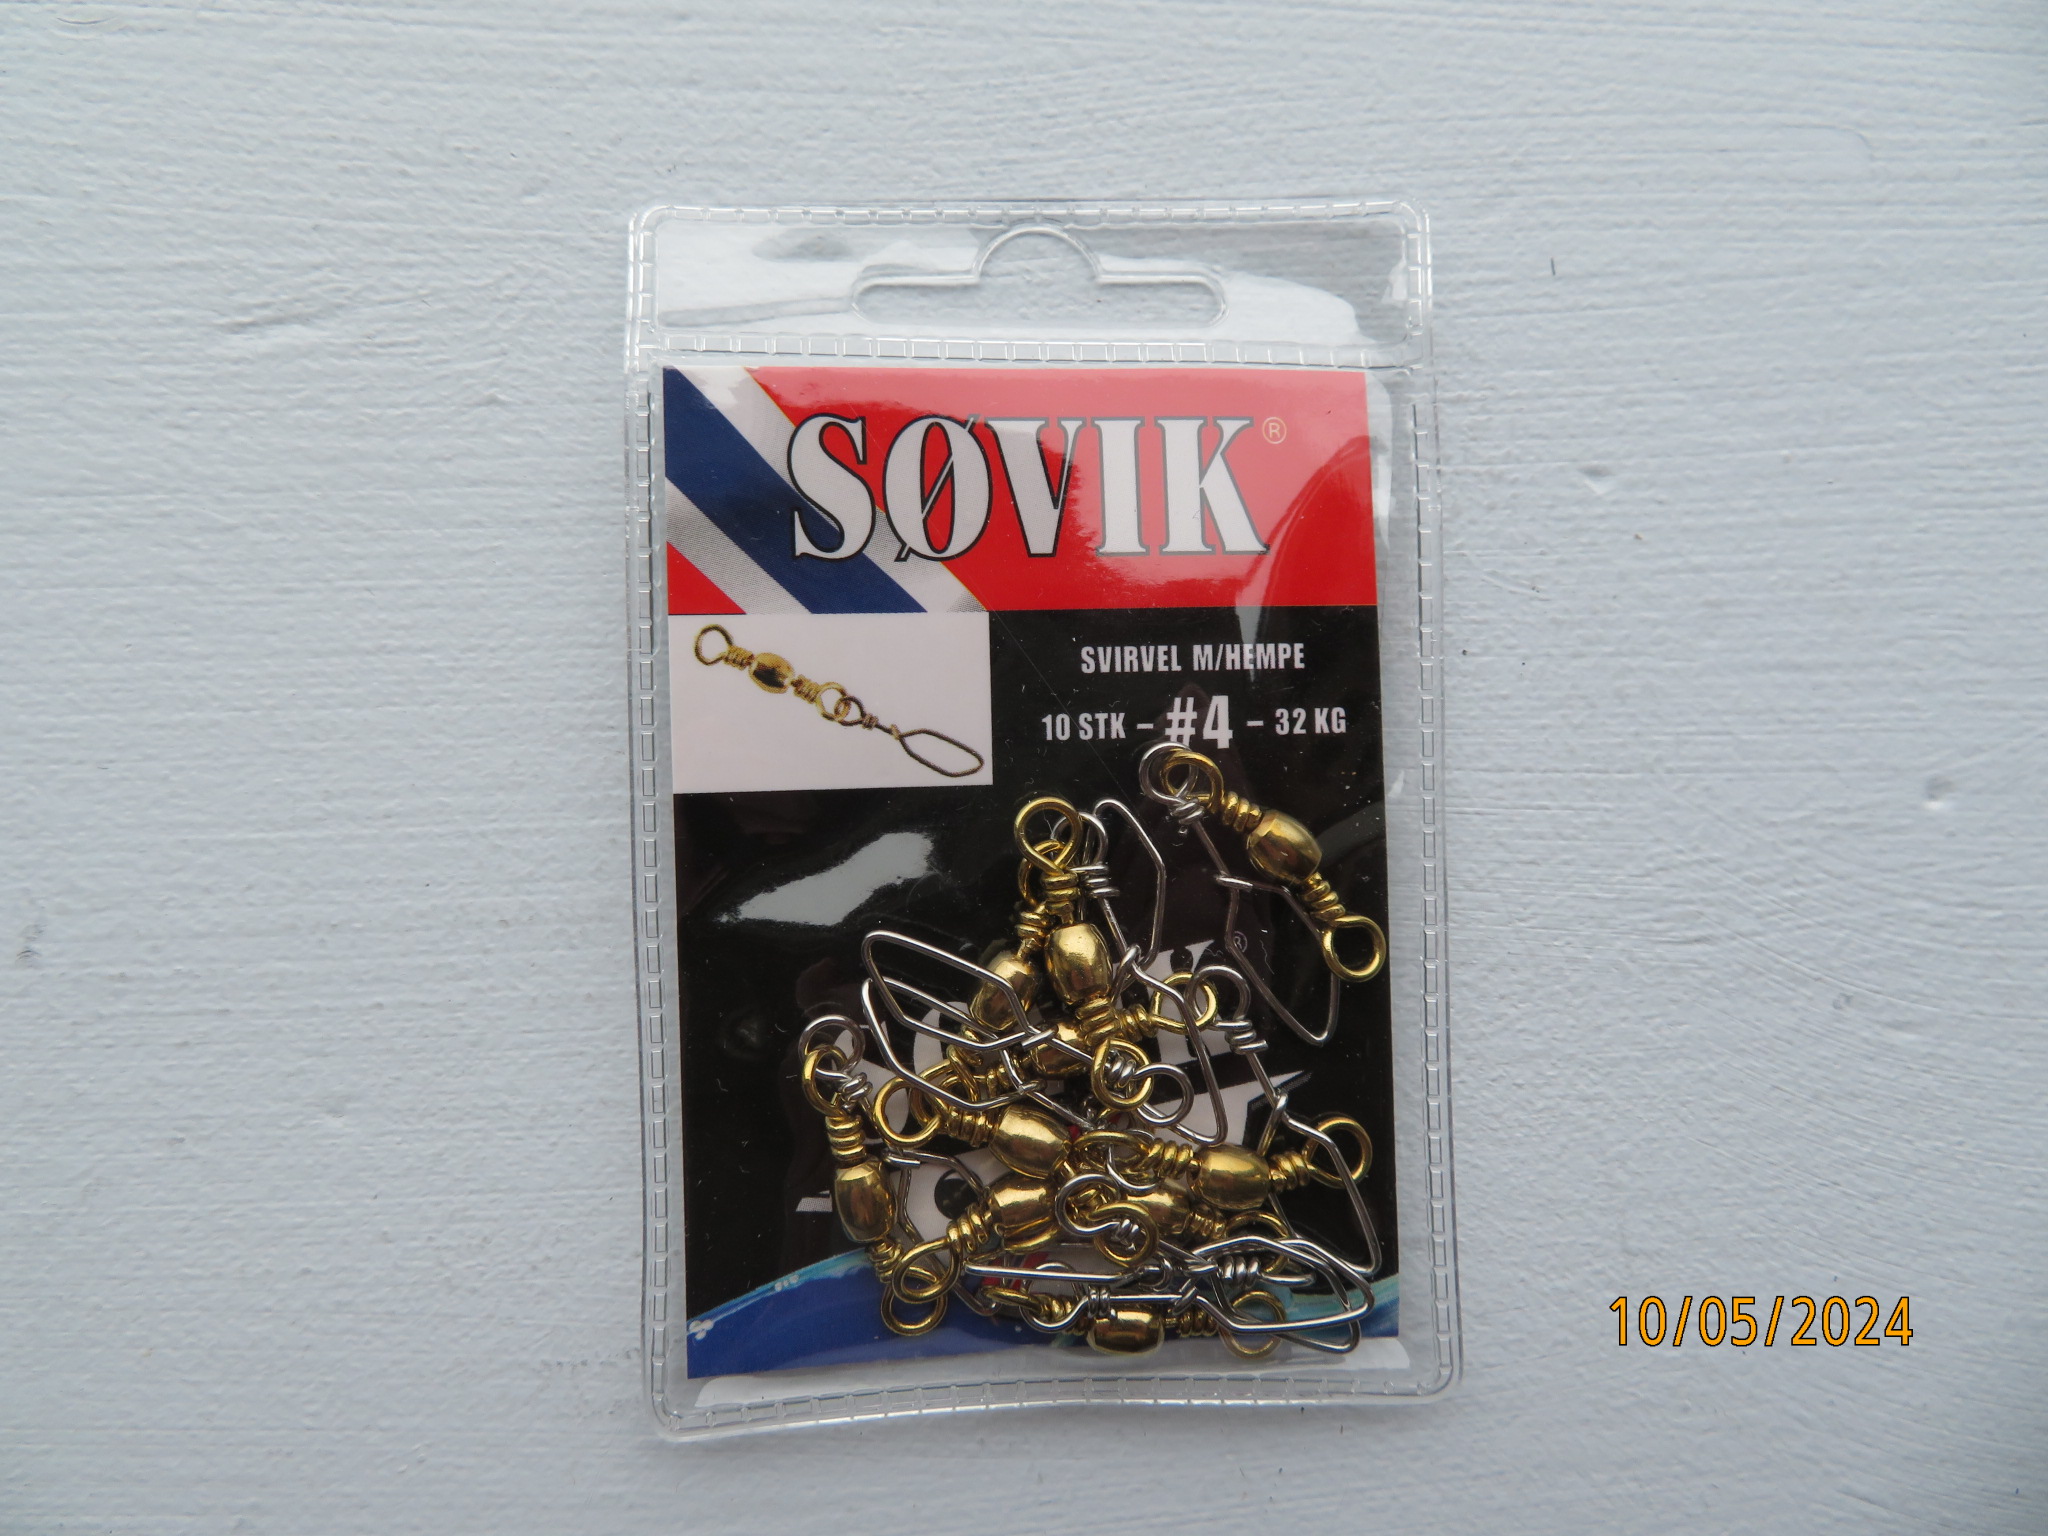 SØVIK®
SVIRVEL M/HEMPE
10 STK – #4 – 32 KG
10/05/2024